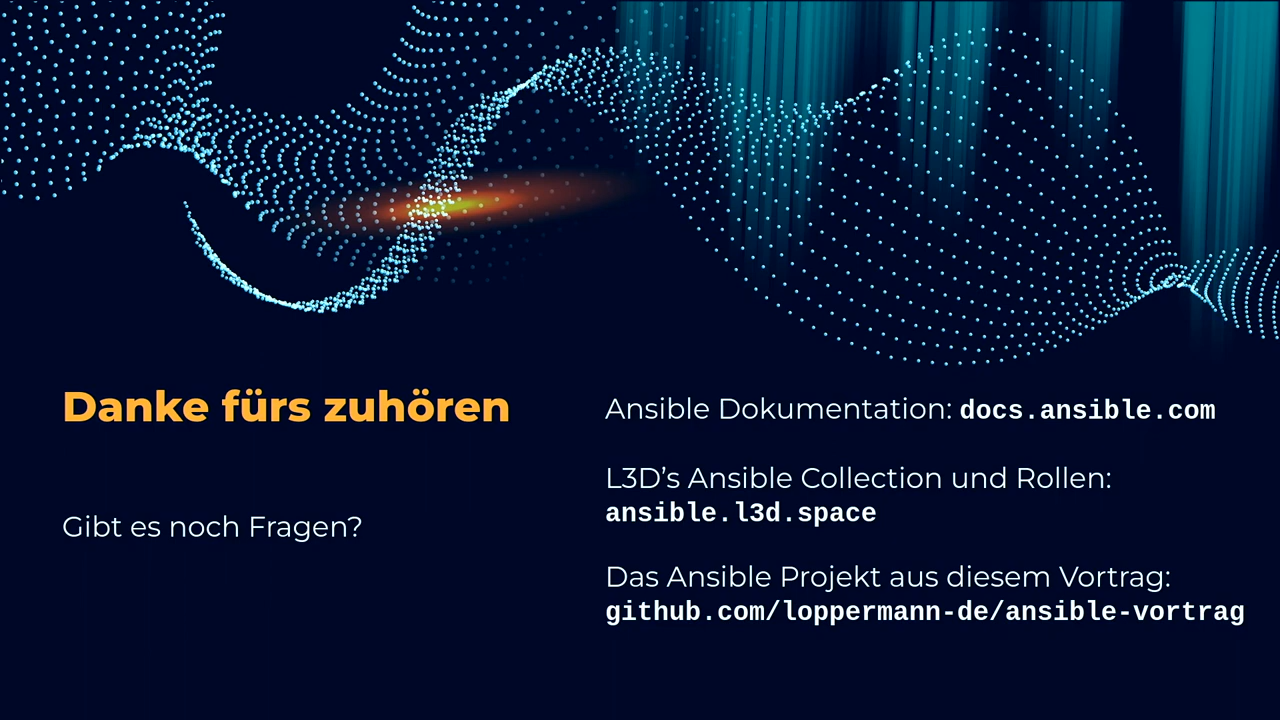 Danke fürs zuhören
Gibt es noch Fragen?
Ansible Dokumentation: docs.ansible.com
L3D’s Ansible Collection und Rollen:
ansible.l3d.space
Das Ansible Projekt aus diesem Vortrag:
github.com/loppermann-de/ansible-vortrag